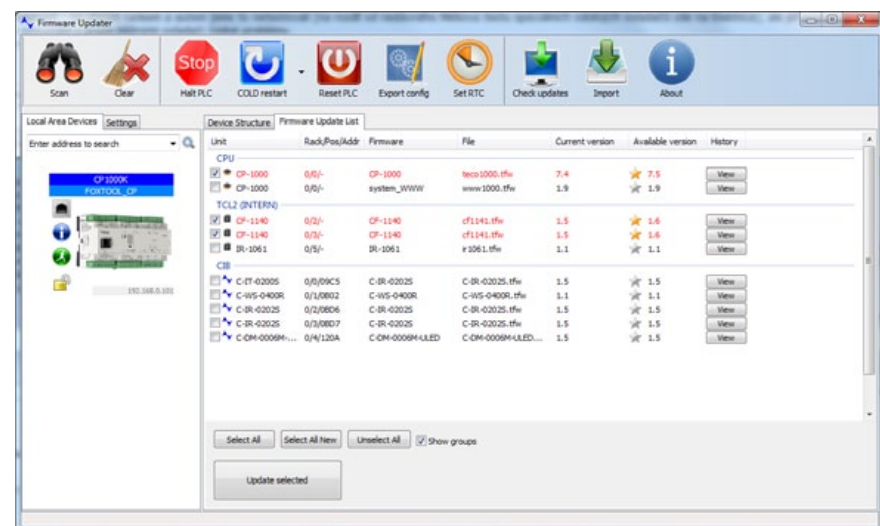 Firmware Updater
Scan Clear Halt PLC COLD restart Reset PLC Export config Set RTC Check updates Import About
Stop
Local Area Devices Settings
Enter address to search
CP1000K
FOXTOOL_CP
192.168.0.101
Device Structure Firmware Update List
Unit Rack/Pos/Addr Firmware File Current version Available version History
CPU
CP-1000 0/0/- CP-1000 teco1000.tfw 7.4 7.5 View
CP-1000 0/0/- system_WWW www1000.tfw 1.9 1.9 View
TCL2 (INTERN)
CF-1140 0/2/- CF-1140 cf1141.tfw 1.5 1.6 View
CF-1140 0/3/- CF-1140 cf1141.tfw 1.5 1.6 View
IR-1061 0/5/- IR-1061 ir1061.tfw 1.1 1.1 View
CIB
C-IT-0200S 0/0/09C5 C-IR-0202S C-IR-0202S.tfw 1.5 1.5 View
C-WS-0400R 0/1/0B02 C-WS-0400R C-WS-0400R.tfw 1.1 1.1 View
C-IR-0202S 0/2/0BD6 C-IR-0202S C-IR-0202S.tfw 1.5 1.5 View
C-IR-0202S 0/3/0BD7 C-IR-0202S C-IR-0202S.tfw 1.5 1.5 View
C-DM-0006M-... 0/4/120A C-DM-0006M-ULED C-DM-0006M-ULED.... 1.5 1.5 View
Select All Select All New Unselect All Show groups
Update selected